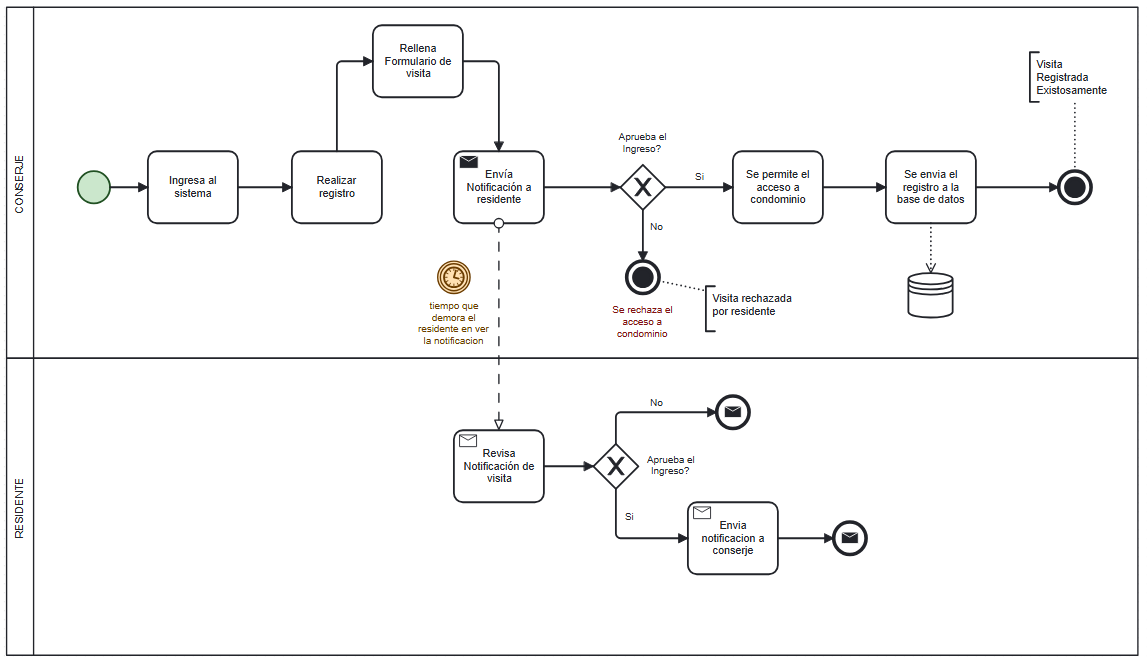 CONSERJE
Rellena
Formulario de
visita
Visita
Registrada
Existosamente
Ingresa al
sistema
Realizar
registro
Envía
Notificación a
residente
Aprueba el
Ingreso?
Si
No
Se permite el
acceso a
condominio
Se envia el
registro a la
base de datos
tiempo que
demora el
residente en ver
la notificacion
Se rechaza el
acceso a
condominio
Visita rechazada
por residente
RESIDENTE
Revisa
Notificación de
visita
No
Aprueba el
Ingreso?
Si
Envia
notificacion a
conserje